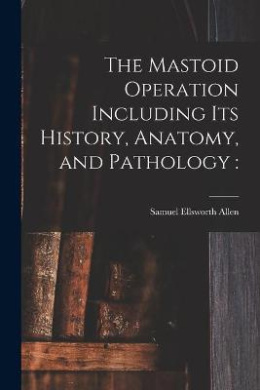 The Mastoid
Operation
Including Its
History, Anatomy,
and Pathology :
Samuel Ellsworth Allen